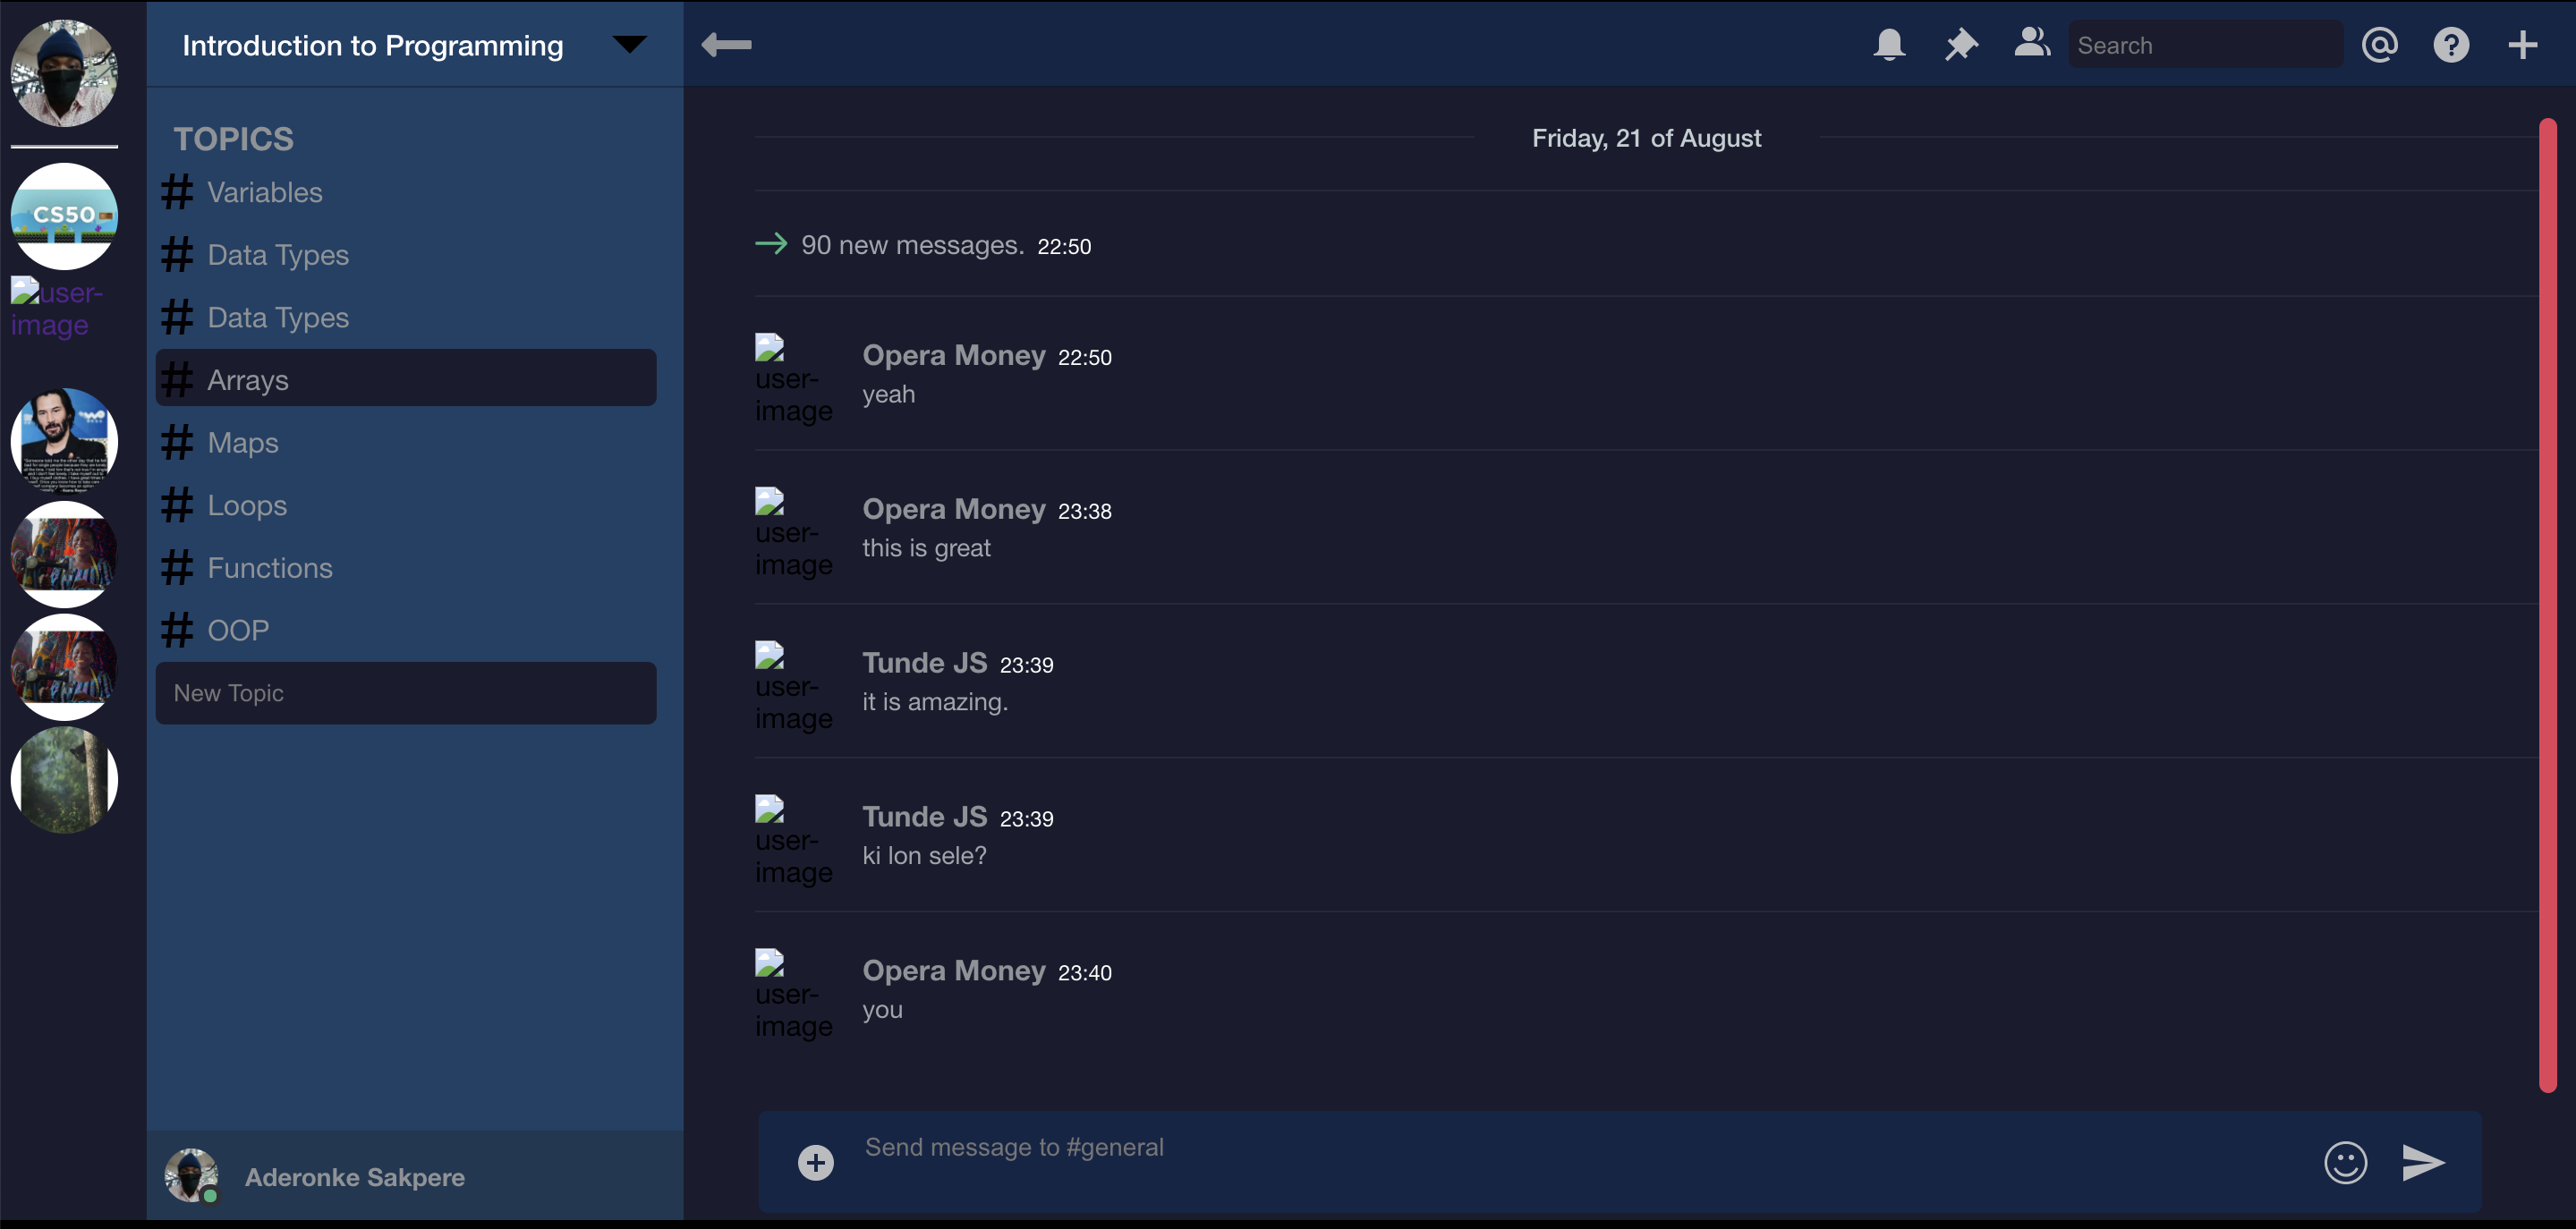 Introduction to Programming
Search
TOPICS
# Variables
# Data Types
# Data Types
# Arrays
# Maps
# Loops
# Functions
# OOP
New Topic
CS50
user-
image
Aderonke Sakpere
Friday, 21 of August
90 new messages. 22:50
user-
image
Opera Money 22:50
yeah
user-
image
Opera Money 23:38
this is great
user-
image
Tunde JS 23:39
it is amazing.
user-
image
Tunde JS 23:39
ki lon sele?
user-
image
Opera Money 23:40
you
Send message to #general